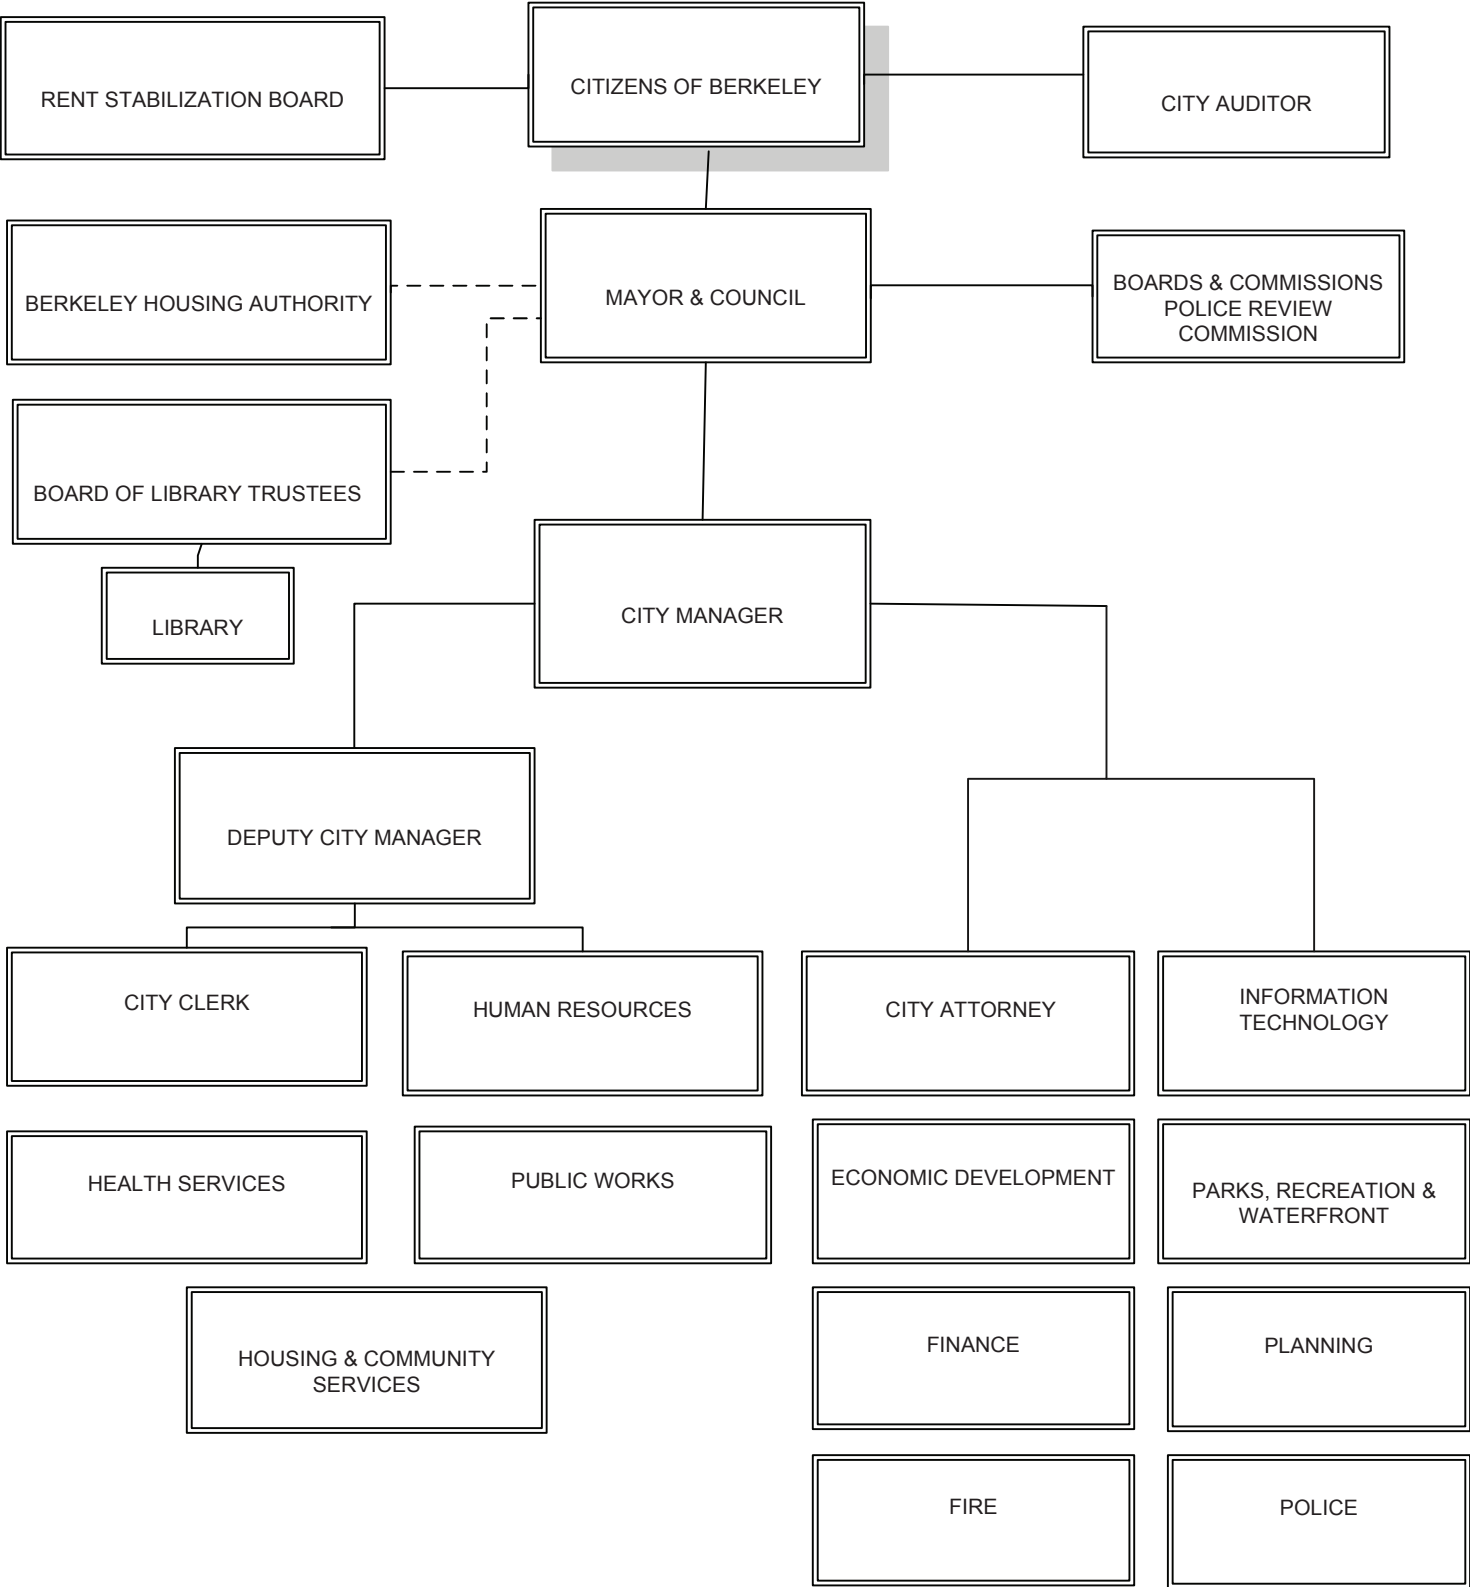 RENT STABILIZATION BOARD
CITIZENS OF BERKELEY
CITY AUDITOR
BERKELEY HOUSING AUTHORITY
MAYOR & COUNCIL
BOARDS & COMMISSIONS
POLICE REVIEW
COMMISSION
BOARD OF LIBRARY TRUSTEES
LIBRARY
CITY MANAGER
DEPUTY CITY MANAGER
CITY CLERK
HUMAN RESOURCES
CITY ATTORNEY
INFORMATION
TECHNOLOGY
HEALTH SERVICES
PUBLIC WORKS
ECONOMIC DEVELOPMENT
PARKS, RECREATION &
WATERFRONT
HOUSING & COMMUNITY
SERVICES
FINANCE
PLANNING
FIRE
POLICE